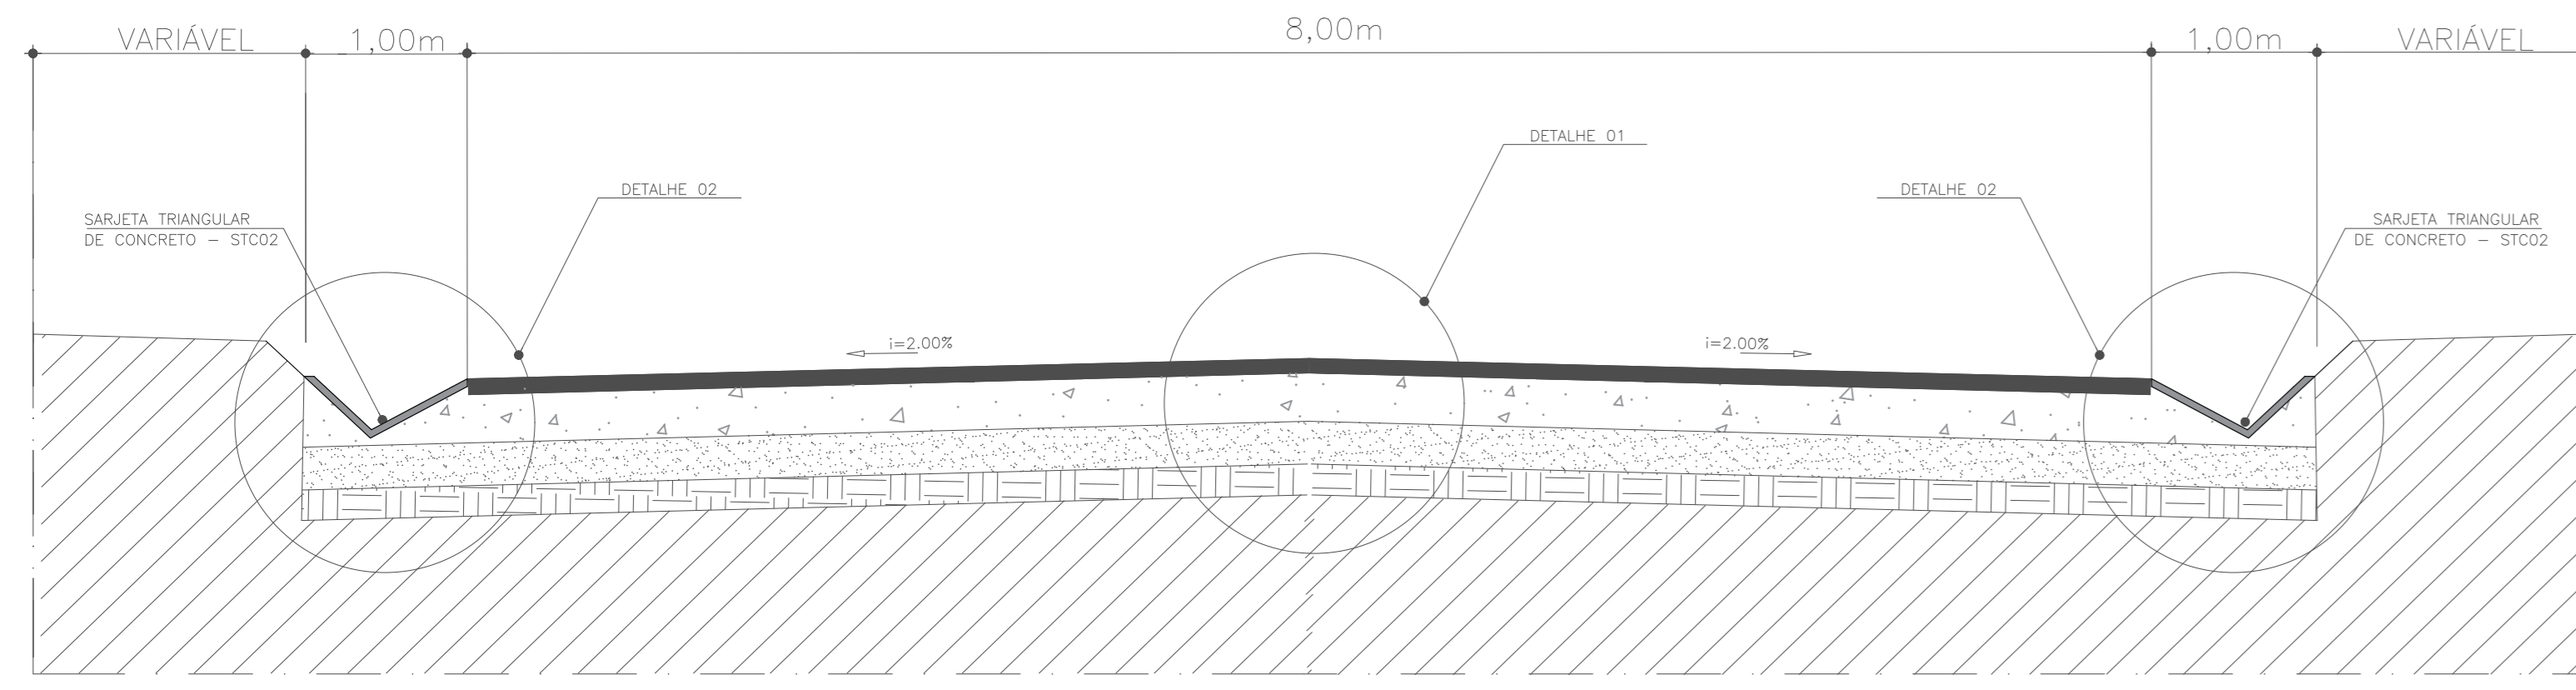 VARIÁVEL
1,00m
8,00m
1,00m
VARIÁVEL
DETALHE 01
DETALHE 02
DETALHE 02
SARJETA TRIANGULAR
DE CONCRETO - STC02
SARJETA TRIANGULAR
DE CONCRETO - STC02
i=2.00%
i=2.00%